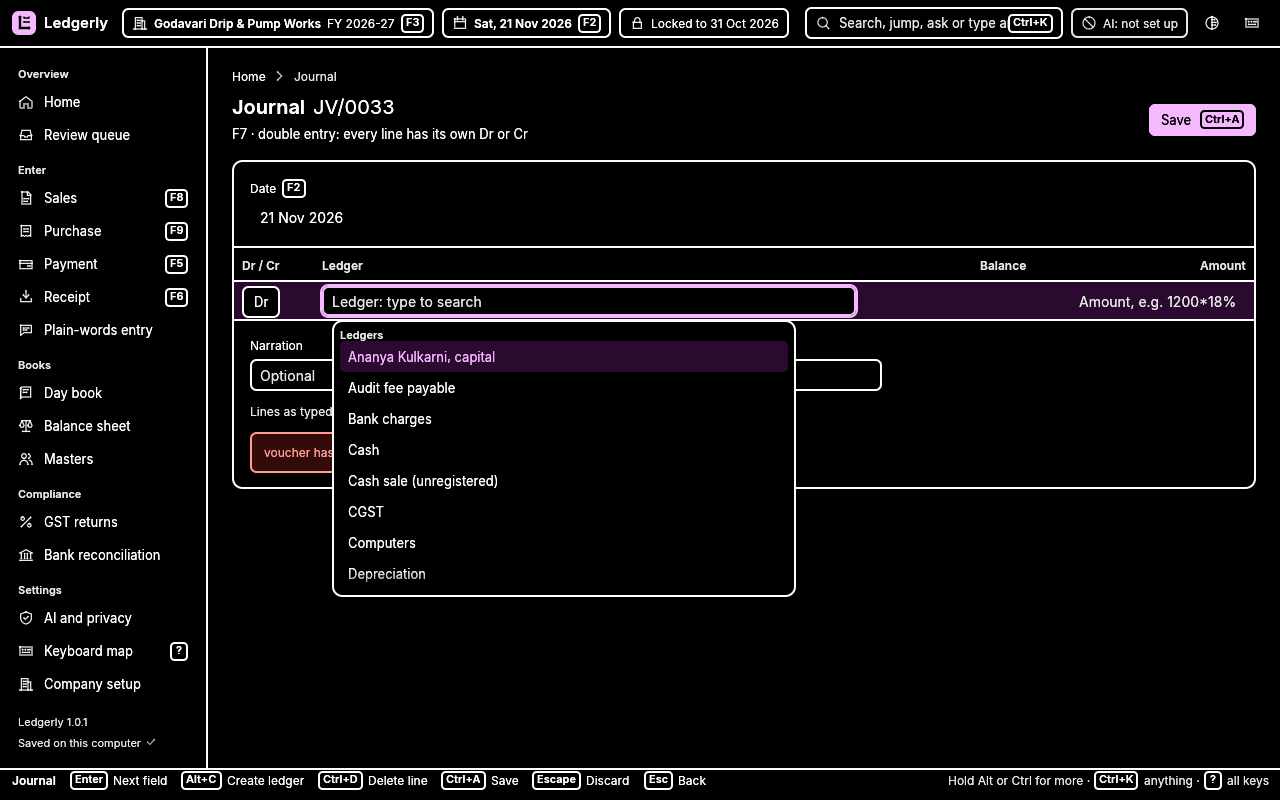 Ledgerly
Godavari Drip & Pump Works FY 2026-27 F3
Sat, 21 Nov 2026 F2
Locked to 31 Oct 2026
Search, jump, ask or type a Ctrl+K
AI: not set up
Overview
Home
Review queue
Enter
Sales F8
Purchase F9
Payment F5
Receipt F6
Plain-words entry
Books
Day book
Balance sheet
Masters
Compliance
GST returns
Bank reconciliation
Settings
AI and privacy
Keyboard map ?
Company setup
Ledgerly 1.0.1
Saved on this computer
Home > Journal
Journal JV/0033
F7 · double entry: every line has its own Dr or Cr
Save Ctrl+A
Date F2
21 Nov 2026
Dr / Cr Ledger Balance Amount
Dr Ledger: type to search Amount, e.g. 1200*18%
Narration
Optional
Lines as typed
voucher has
Ledgers
Ananya Kulkarni, capital
Audit fee payable
Bank charges
Cash
Cash sale (unregistered)
CGST
Computers
Depreciation
Journal Enter Next field Alt+C Create ledger Ctrl+D Delete line Ctrl+A Save Escape Discard Esc Back
Hold Alt or Ctrl for more · Ctrl+K anything · ? all keys